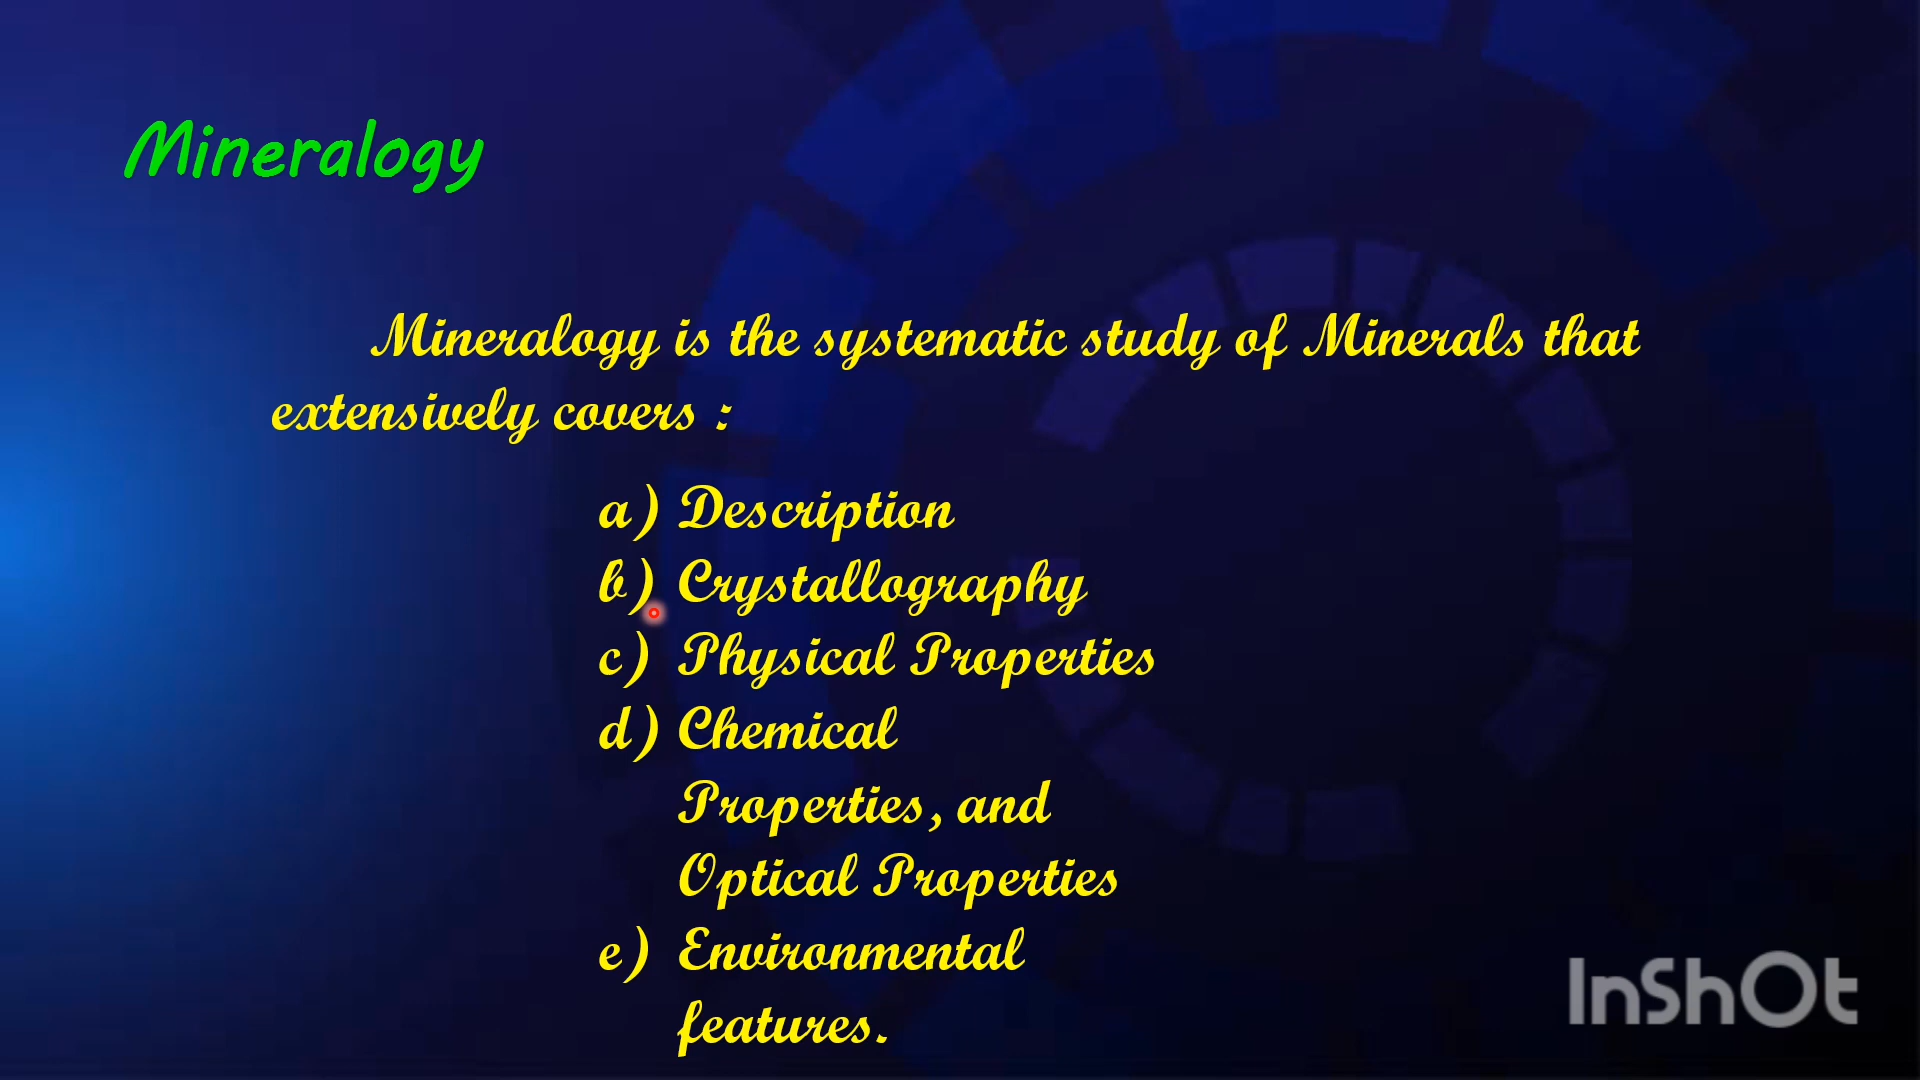 Mineralogy
Mineralogy is the systematic study of Minerals that
extensively covers :
a) Description
b) Crystallography
c) Physical Properties
d) Chemical
Properties, and
Optical Properties
e) Environmental
features.
InShOt